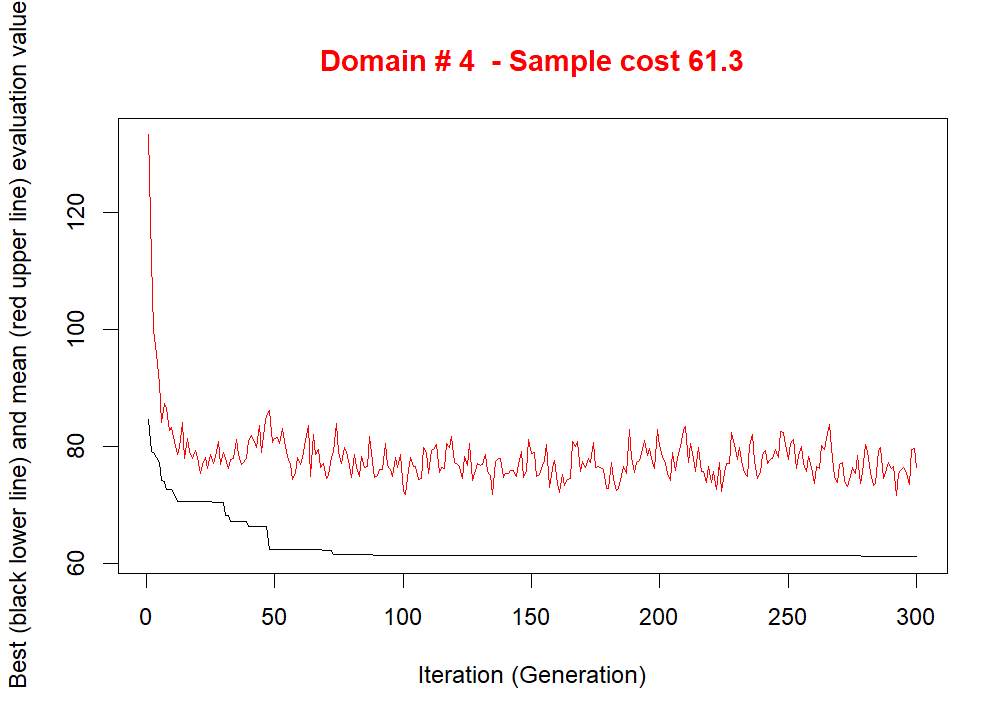 Domain # 4  - Sample cost 61.3
Best (black lower line) and mean (red upper line) evaluation value
120
100
80
60
0 50 100 150 200 250 300
Iteration (Generation)